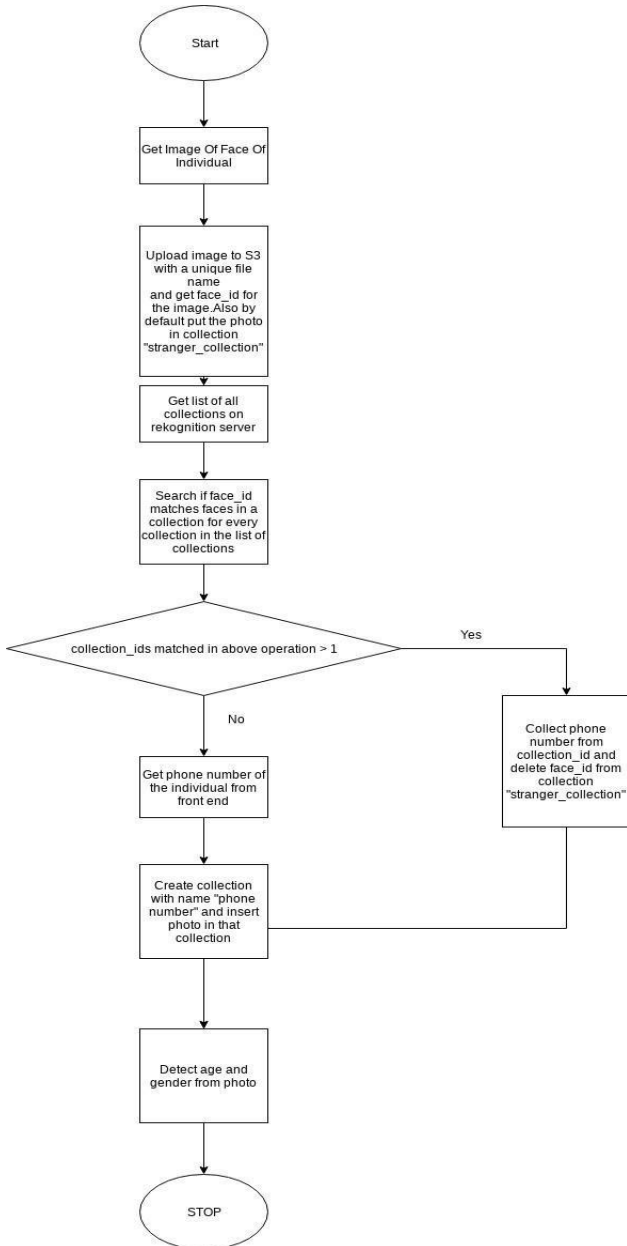 Start
Get Image Of Face Of
Individual
Upload image to S3
with a unique file
name
and get face_id for
the image.Also by
default put the photo
in collection
"stranger_collection"
Get list of all
collections on
rekognition server
Search if face_id
matches faces in a
collection for every
collection in the list of
collections
collection_ids matched in above operation > 1
Yes
No
Collect phone
number from
collection_id and
delete face_id from
collection
"stranger_collection"
Get phone number of
the individual from
front end
Create collection
with name "phone
number" and insert
photo in that
collection
Detect age and
gender from photo
STOP